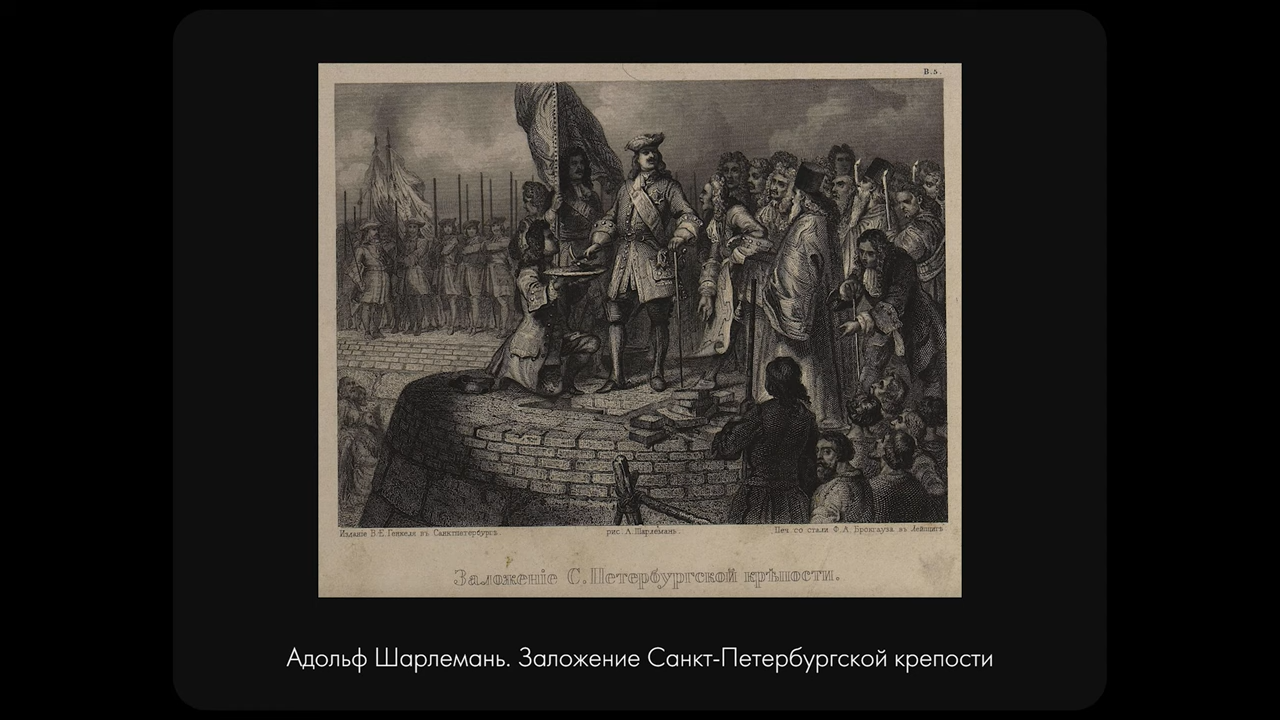 В.5.
Изданіе В.Е. Генкеля въ Санктпетербургѣ.
рис. А. Шарлемань.
Печ. со стали Ф. А. Брокгауза въ Лейпцигѣ
Заложеніе С. Петербургской крѣпости.
Адольф Шарлемань. Заложение Санкт-Петербургской крепости